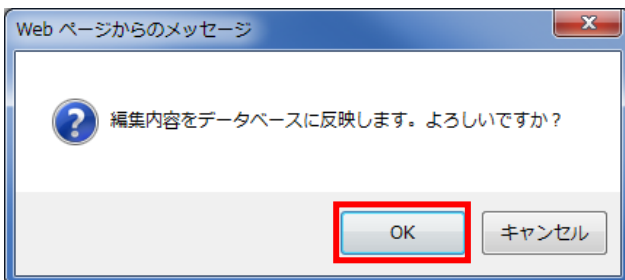 Web ページからのメッセージ
編集内容をデータベースに反映します。よろしいですか？
OK
キャンセル